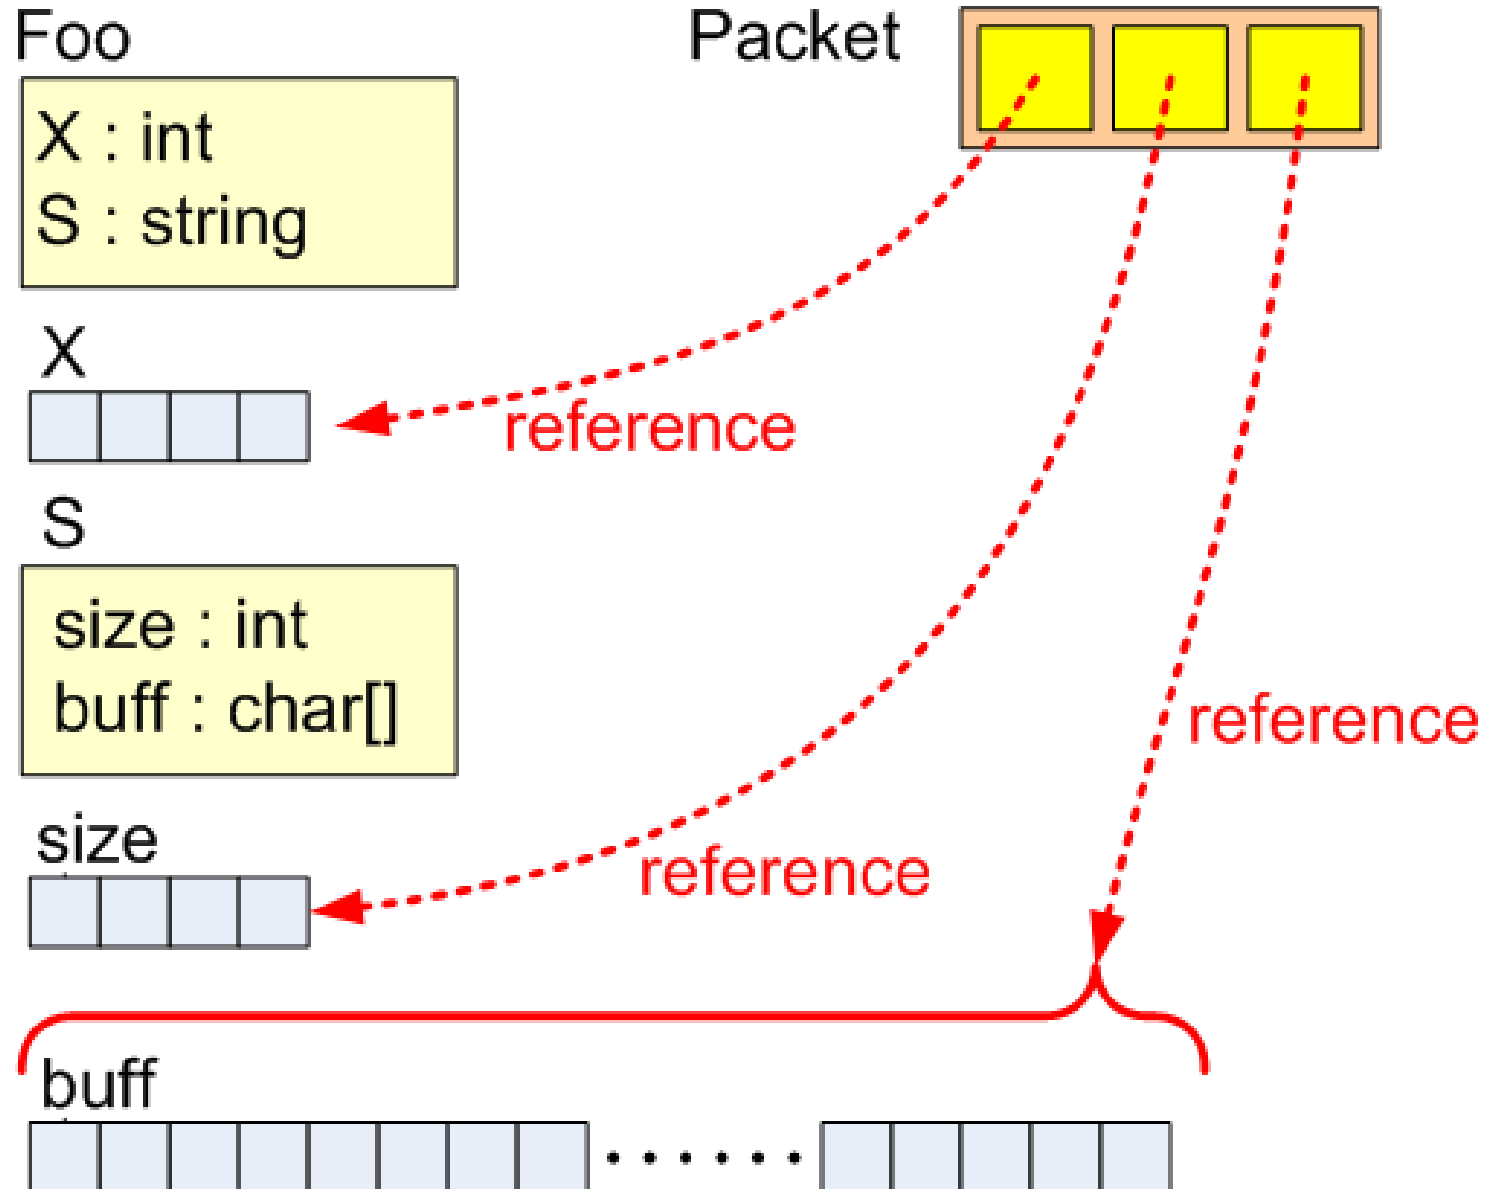 Foo
Packet
X : int
S : string
X
reference
S
size : int
buff : char[]
reference
size
reference
buff